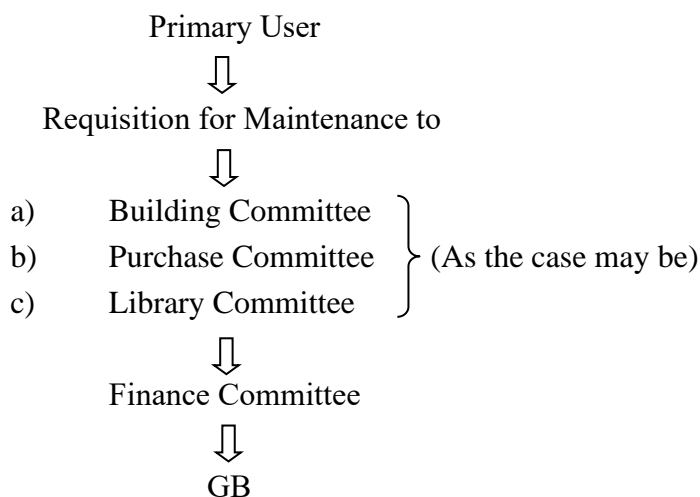 Primary User
Requisition for Maintenance to
a) Building Committee
b) Purchase Committee (As the case may be)
c) Library Committee
Finance Committee
GB